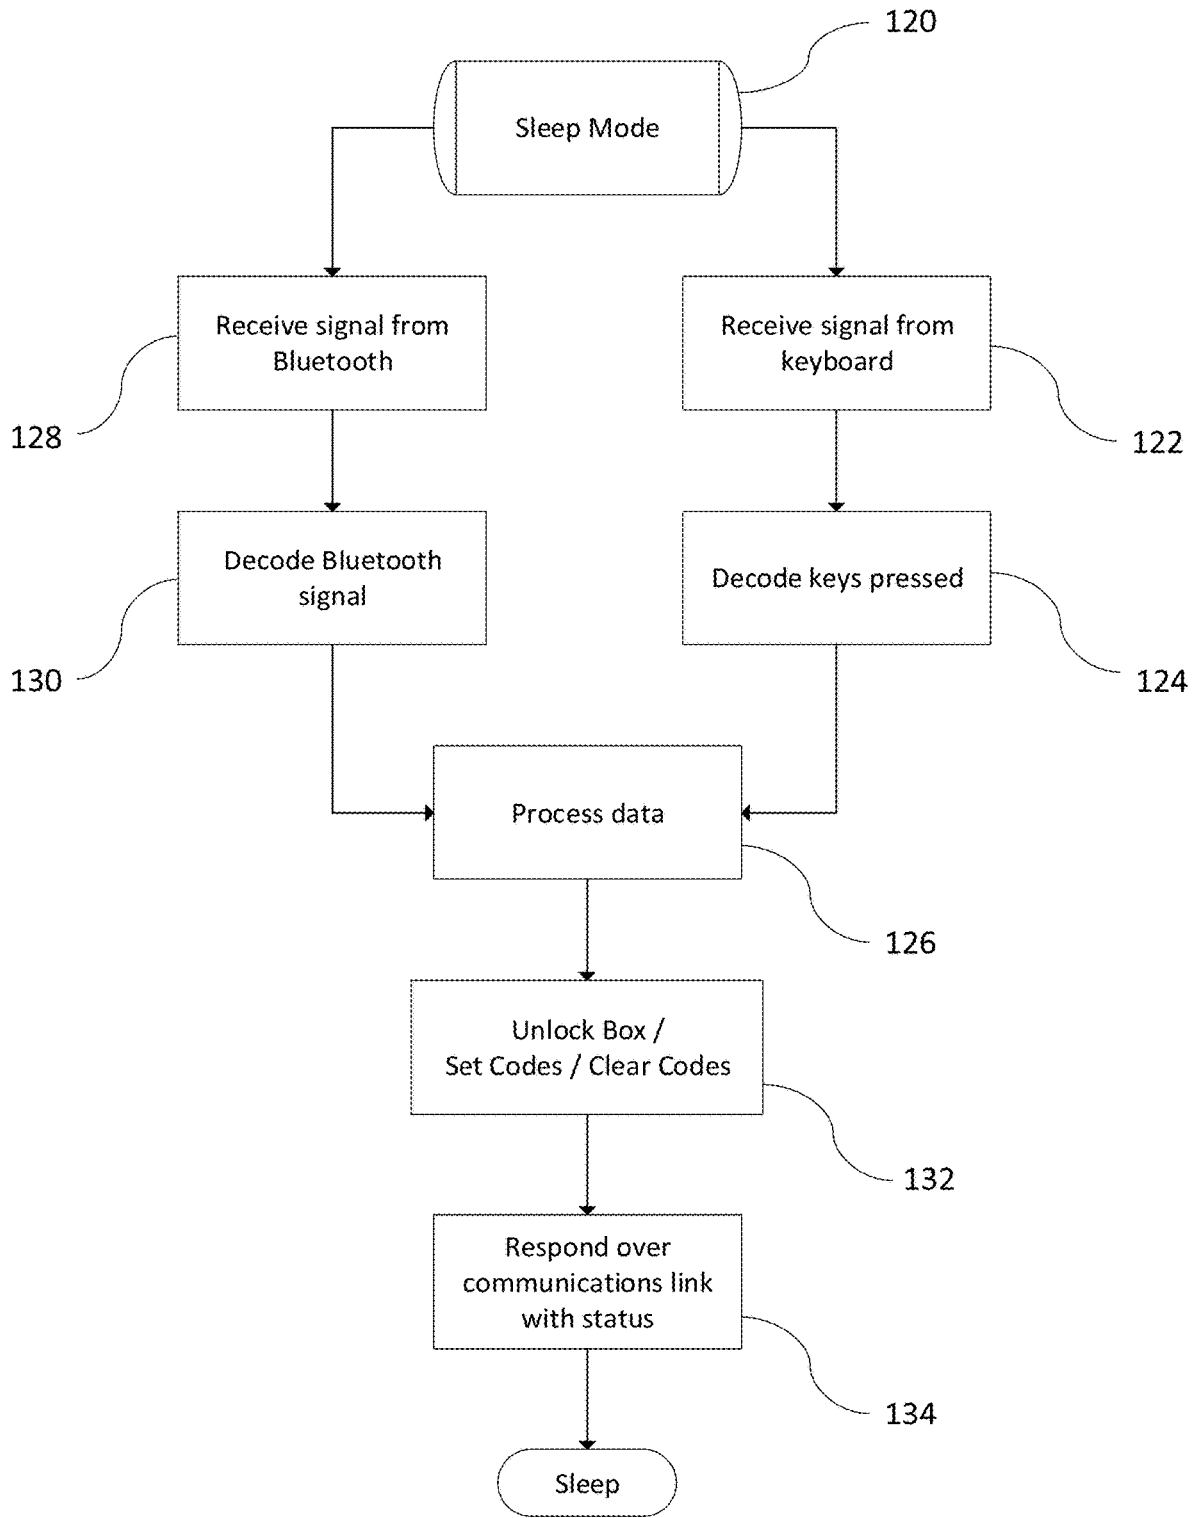 120
Sleep Mode
Receive signal from
Bluetooth
Receive signal from
keyboard
128
122
Decode Bluetooth
signal
Decode keys pressed
130
124
Process data
126
Unlock Box /
Set Codes / Clear Codes
132
Respond over
communications link
with status
134
Sleep